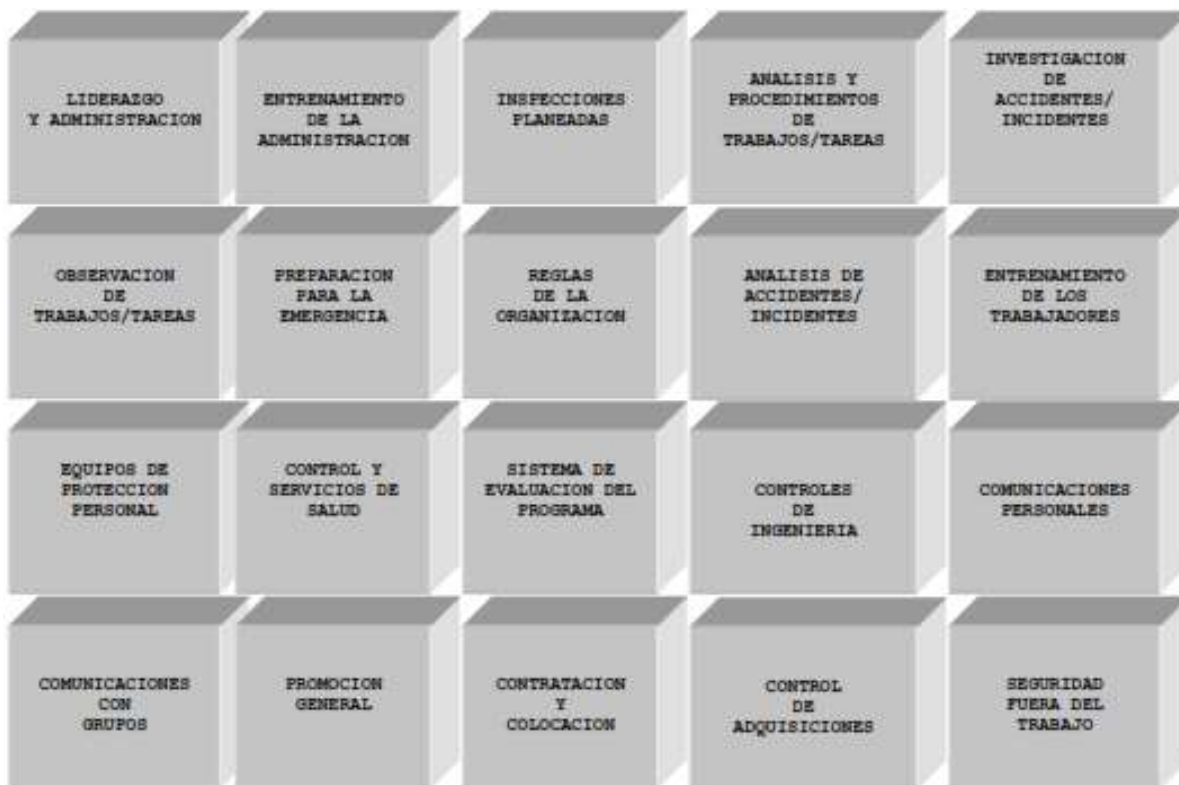 LIDERAZGO
Y ADMINISTRACION
ENTRENAMIENTO
DE LA
ADMINISTRACION
INSPECCIONES
PLANEADAS
ANALISIS Y
PROCEDIMIENTOS
DE
TRABAJOS/TAREAS
INVESTIGACION
DE
ACCIDENTES/
INCIDENTES
OBSERVACION
DE
TRABAJOS/TAREAS
PREPARACION
PARA LA
EMERGENCIA
REGLAS
DE LA
ORGANIZACION
ANALISIS DE
ACCIDENTES/
INCIDENTES
ENTRENAMIENTO
DE LOS
TRABAJADORES
EQUIPOS DE
PROTECCION
PERSONAL
CONTROL Y
SERVICIOS DE
SALUD
SISTEMA DE
EVALUACION DEL
PROGRAMA
CONTROLES
DE
INGENIERIA
COMUNICACIONES
PERSONALES
COMUNICACIONES
CON
GRUPOS
PROMOCION
GENERAL
CONTRATACION
Y
COLOCACION
CONTROL
DE
ADQUISICIONES
SEGURIDAD
FUERA DEL
TRABAJO